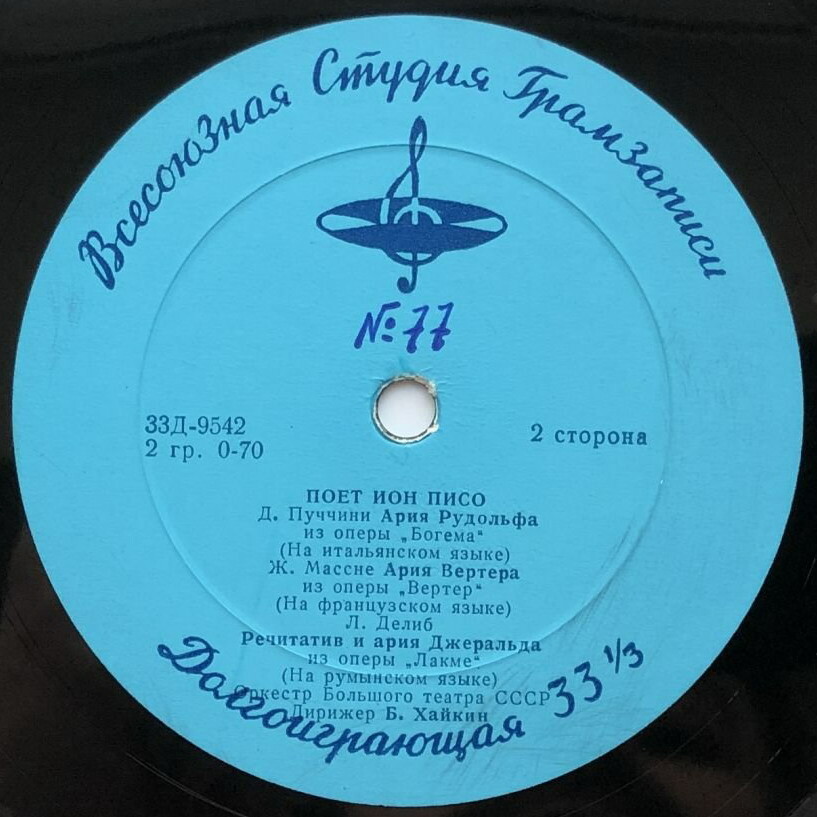 Всесоюзная Студия Грамзаписи
№ 77
33Д-9542
2 гр. 0-70
2 сторона
ПОЕТ ИОН ПИСО
Д. Пуччини Ария Рудольфа
из оперы „Богема“
(На итальянском языке)
Ж. Массне Ария Вертера
из оперы „Вертер“
(На французском языке)
Л. Делиб
Речитатив и ария Джеральда
из оперы „Лакме“
(На румынском языке)
Оркестр Большого театра СССР
Дирижер Б. Хайкин
Долгоиграющая 33 1/3